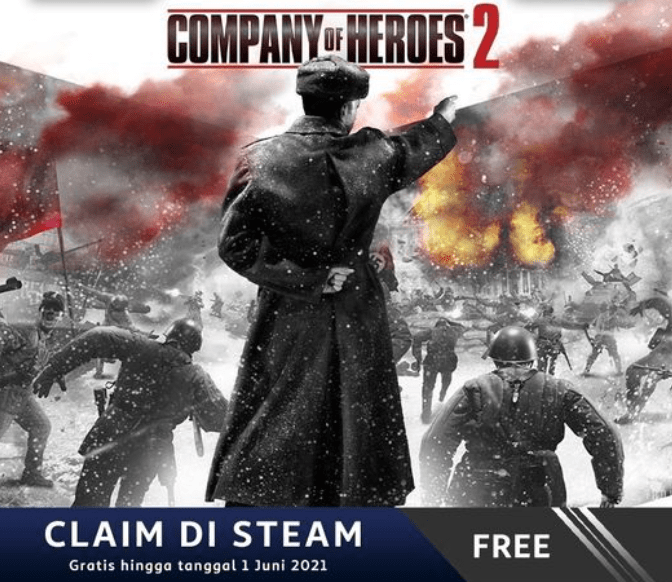 COMPANY OF HEROES 2
CLAIM DI STEAM
Gratis hingga tanggal 1 Juni 2021
FREE